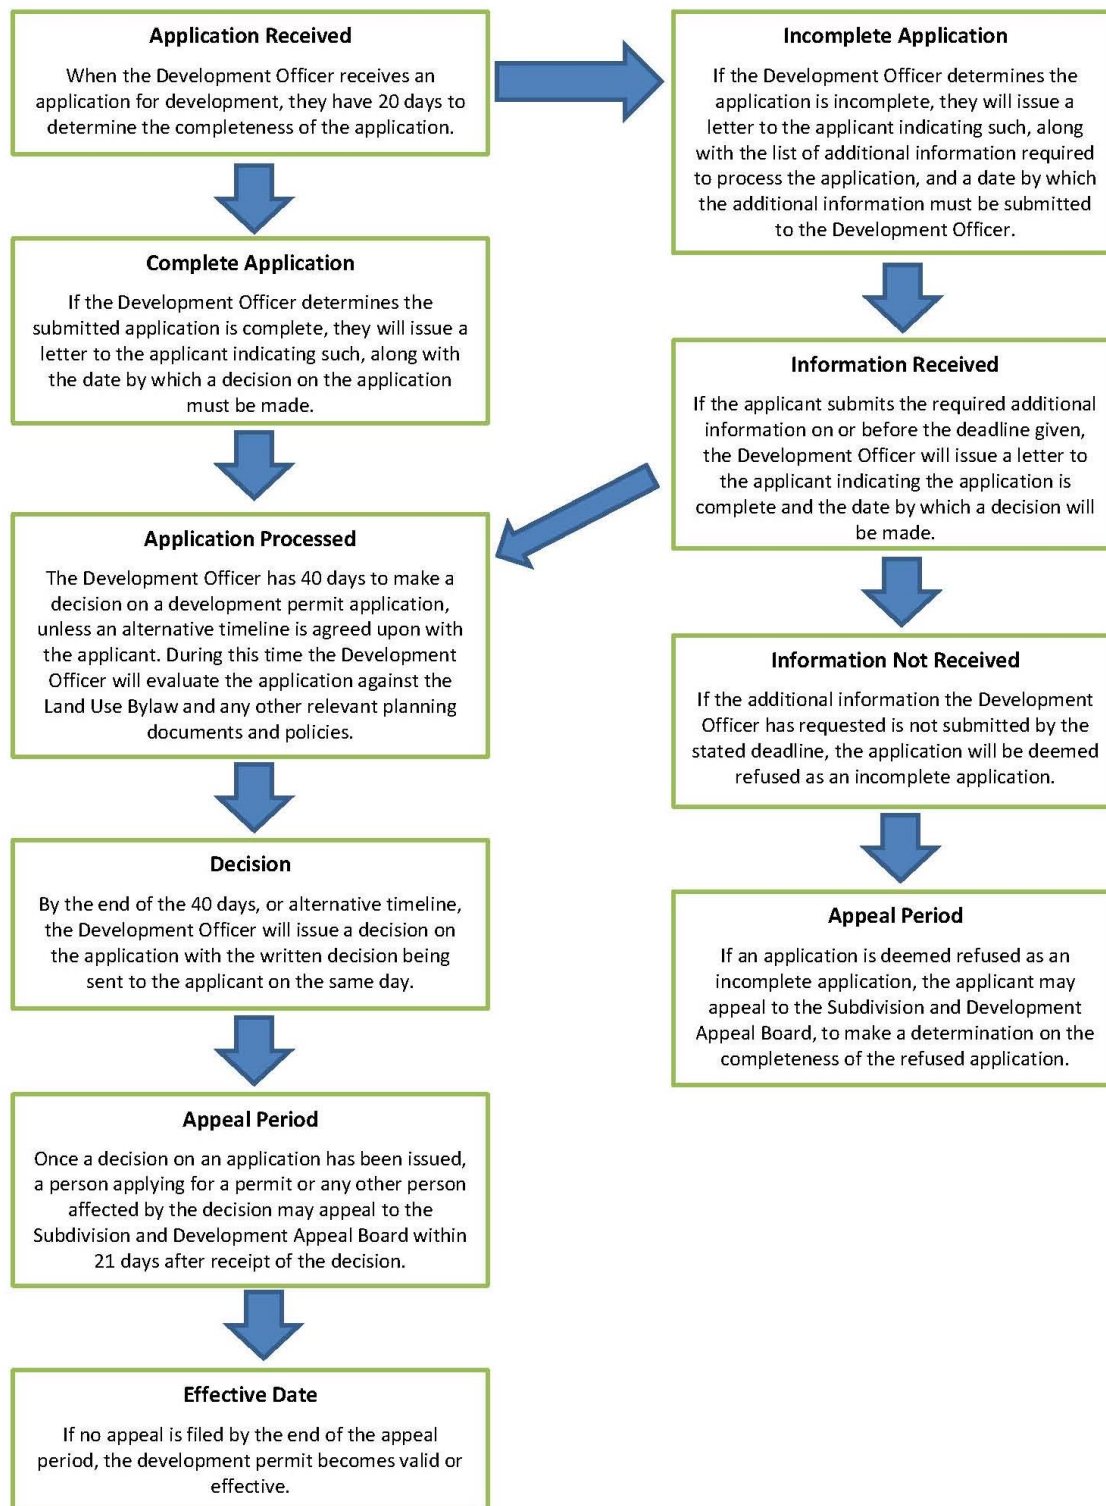 Application Received
When the Development Officer receives an
application for development, they have 20 days to
determine the completeness of the application.
Incomplete Application
If the Development Officer determines the
application is incomplete, they will issue a
letter to the applicant indicating such, along
with the list of additional information required
to process the application, and a date by which
the additional information must be submitted
to the Development Officer.
Complete Application
If the Development Officer determines the
submitted application is complete, they will issue a
letter to the applicant indicating such, along with
the date by which a decision on the application
must be made.
Information Received
If the applicant submits the required additional
information on or before the deadline given,
the Development Officer will issue a letter to
the applicant indicating the application is
complete and the date by which a decision will
be made.
Application Processed
The Development Officer has 40 days to make a
decision on a development permit application,
unless an alternative timeline is agreed upon with
the applicant. During this time the Development
Officer will evaluate the application against the
Land Use Bylaw and any other relevant planning
documents and policies.
Information Not Received
If the additional information the Development
Officer has requested is not submitted by the
stated deadline, the application will be deemed
refused as an incomplete application.
Decision
By the end of the 40 days, or alternative timeline,
the Development Officer will issue a decision on
the application with the written decision being
sent to the applicant on the same day.
Appeal Period
If an application is deemed refused as an
incomplete application, the applicant may
appeal to the Subdivision and Development
Appeal Board, to make a determination on the
completeness of the refused application.
Appeal Period
Once a decision on an application has been issued,
a person applying for a permit or any other person
affected by the decision may appeal to the
Subdivision and Development Appeal Board within
21 days after receipt of the decision.
Effective Date
If no appeal is filed by the end of the appeal
period, the development permit becomes valid or
effective.